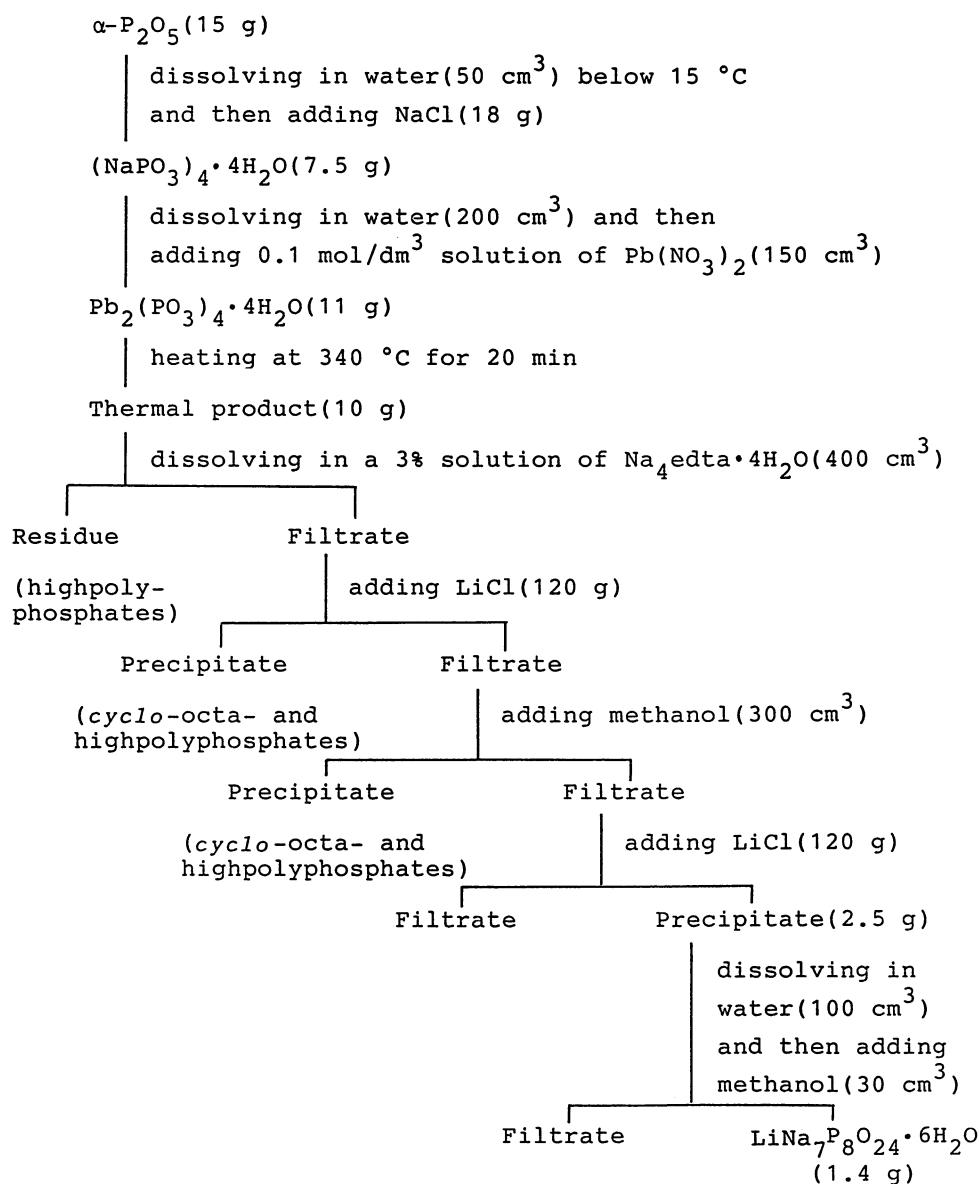 α-P₂O₅(15 g)
dissolving in water(50 cm³) below 15 °C
and then adding NaCl(18 g)
(NaPO₃)₄·4H₂O(7.5 g)
dissolving in water(200 cm³) and then
adding 0.1 mol/dm³ solution of Pb(NO₃)₂(150 cm³)
Pb₂(PO₃)₄·4H₂O(11 g)
heating at 340 °C for 20 min
Thermal product(10 g)
dissolving in a 3% solution of Na₄edta·4H₂O(400 cm³)
Residue Filtrate
(highpoly-
phosphates)
adding LiCl(120 g)
Precipitate Filtrate
(cyclo-octa- and
highpolyphosphates)
adding methanol(300 cm³)
Precipitate Filtrate
(cyclo-octa- and
highpolyphosphates)
adding LiCl(120 g)
Filtrate Precipitate(2.5 g)
dissolving in
water(100 cm³)
and then adding
methanol(30 cm³)
Filtrate LiNa₇P₈O₂₄·6H₂O
(1.4 g)